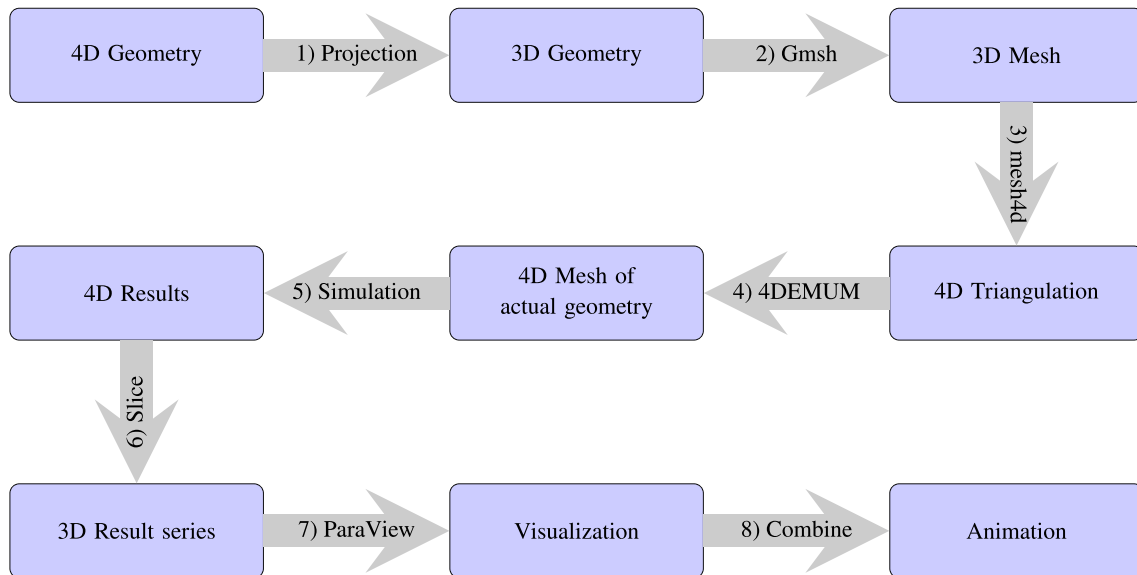 4D Geometry
1) Projection
3D Geometry
2) Gmsh
3D Mesh
3) mesh4d
4D Triangulation
4) 4DEMUM
4D Mesh of
actual geometry
5) Simulation
4D Results
6) Slice
3D Result series
7) ParaView
Visualization
8) Combine
Animation